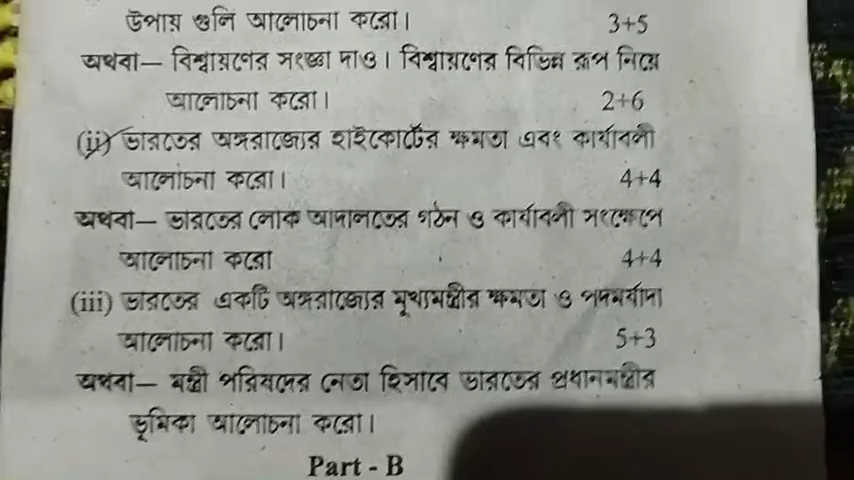 উপায় গুলি আলোচনা করো। 3+5
অথবা— বিশ্বায়ণের সংজ্ঞা দাও। বিশ্বায়ণের বিভিন্ন রূপ নিয়ে
আলোচনা করো। 2+6
(ii) ভারতের অঙ্গরাজ্যের হাইকোর্টের ক্ষমতা এবং কার্যাবলী
আলোচনা করো। 4+4
অথবা— ভারতের লোক আদালতের গঠন ও কার্যাবলী সংক্ষেপে
আলোচনা করো 4+4
(iii) ভারতের একটি অঙ্গরাজ্যের মূখ্যমন্ত্রীর ক্ষমতা ও পদমর্যাদা
আলোচনা করো। 5+3
অথবা— মন্ত্রী পরিষদের নেতা হিসাবে ভারতের প্রধানমন্ত্রীর
ভূমিকা আলোচনা করো।
Part - B